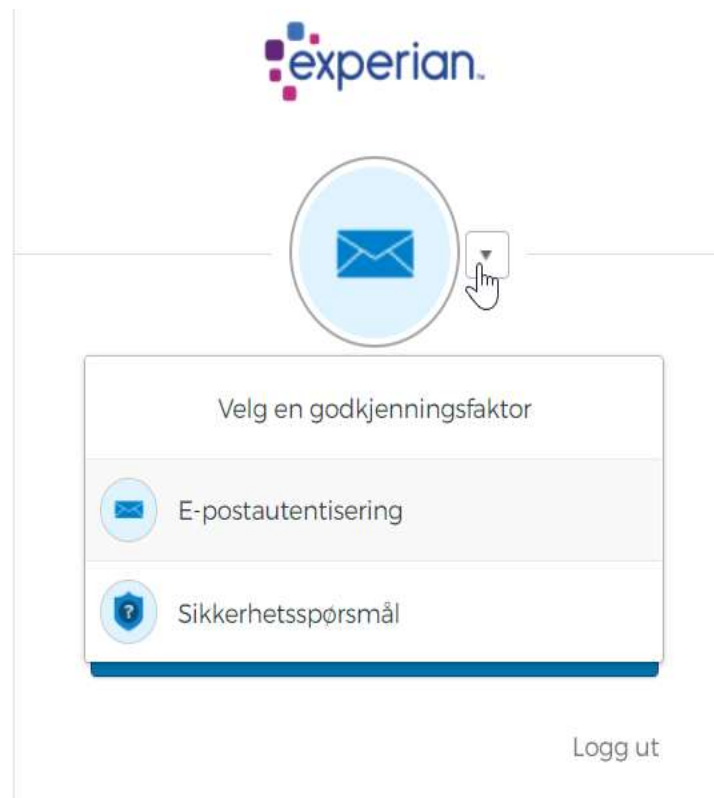 experian.
Velg en godkjenningsfaktor
E-postautentisering
Sikkerhetsspørsmål
Logg ut